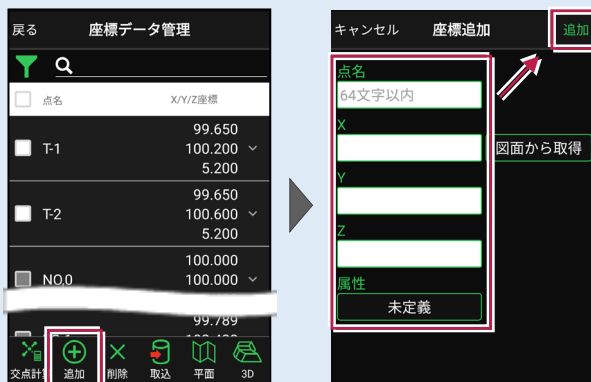 戻る 座標データ管理
点名 X/Y/Z座標
99.650
T-1 100.200
5.200
99.650
T-2 100.600
5.200
100.000
NO,0 100.000
99.789
交点計算 追加 削除 取込 平面 3D
キャンセル 座標追加 追加
点名
64文字以内
X
図面から取得
Y
Z
属性
未定義